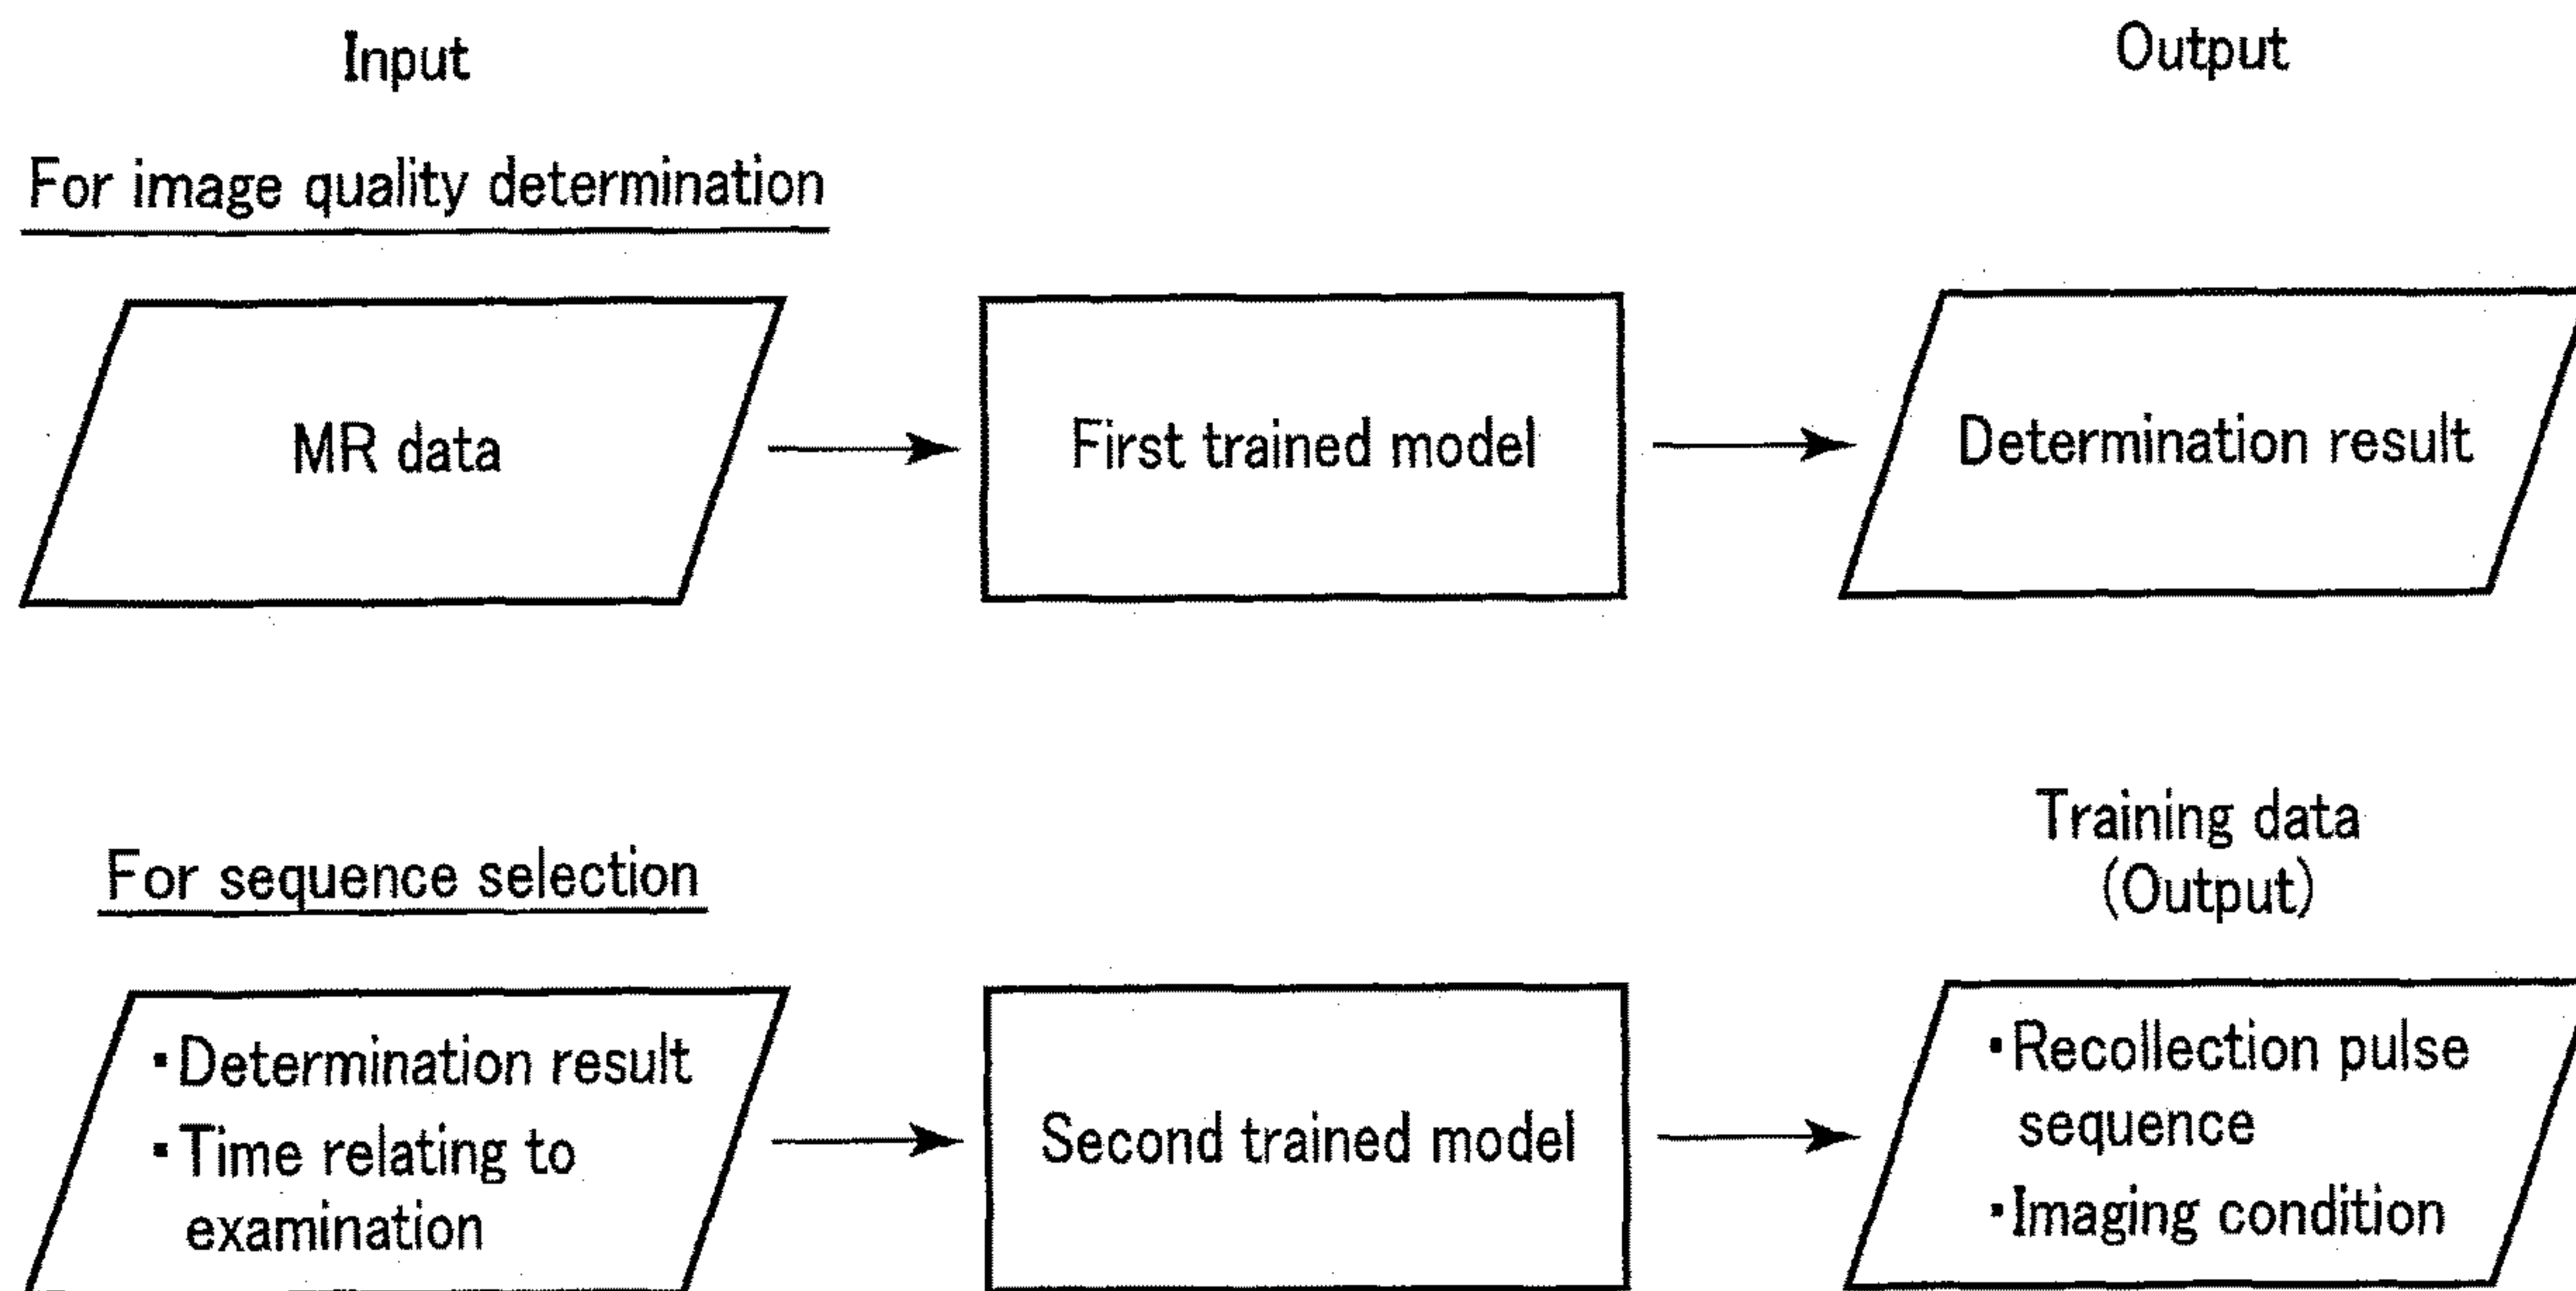 Input
Output
For image quality determination
MR data
First trained model
Determination result
For sequence selection
Training data
(Output)
・Determination result
・Time relating to
examination
Second trained model
・Recollection pulse
sequence
・Imaging condition